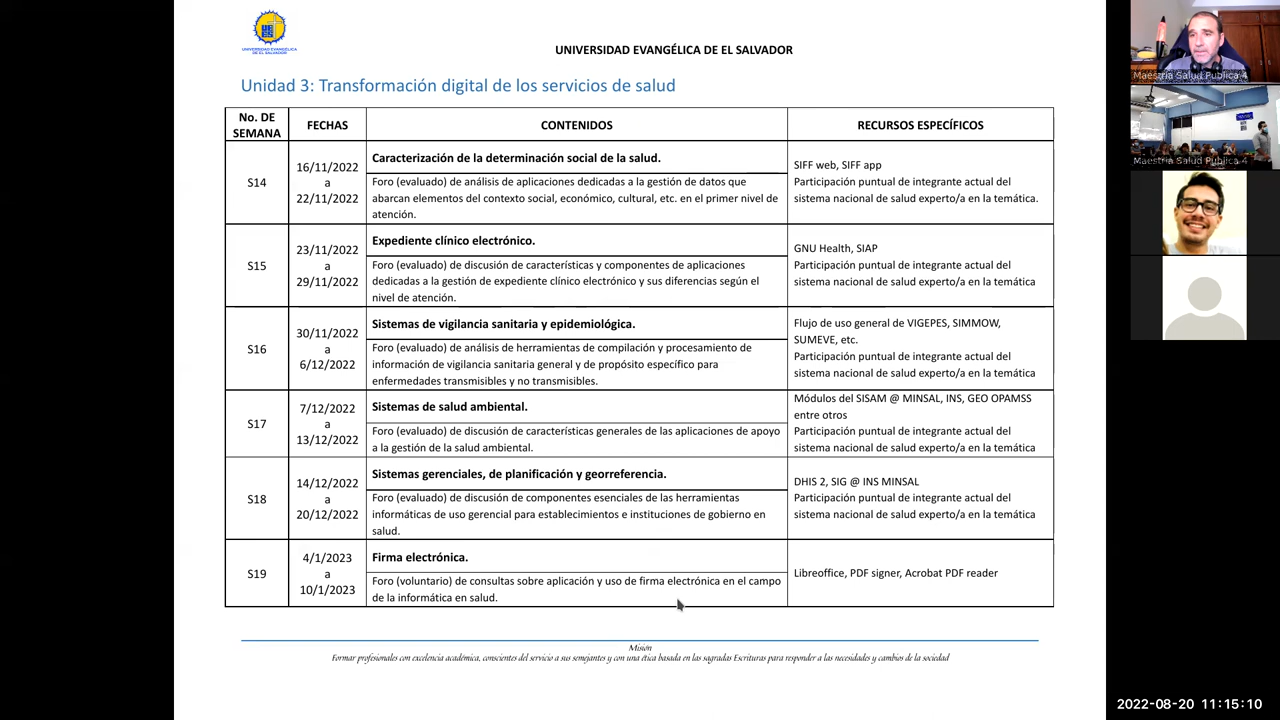 UNIVERSIDAD EVANGÉLICA
DE EL SALVADOR
UNIVERSIDAD EVANGÉLICA DE EL SALVADOR
Unidad 3: Transformación digital de los servicios de salud
No. DE
SEMANA
FECHAS
CONTENIDOS
RECURSOS ESPECÍFICOS
S14
16/11/2022
a
22/11/2022
Caracterización de la determinación social de la salud.
Foro (evaluado) de análisis de aplicaciones dedicadas a la gestión de datos que
abarcan elementos del contexto social, económico, cultural, etc. en el primer nivel de
atención.
SIFF web, SIFF app
Participación puntual de integrante actual del
sistema nacional de salud experto/a en la temática.
S15
23/11/2022
a
29/11/2022
Expediente clínico electrónico.
Foro (evaluado) de discusión de características y componentes de aplicaciones
dedicadas a la gestión de expediente clínico electrónico y sus diferencias según el
nivel de atención.
GNU Health, SIAP
Participación puntual de integrante actual del
sistema nacional de salud experto/a en la temática
S16
30/11/2022
a
6/12/2022
Sistemas de vigilancia sanitaria y epidemiológica.
Foro (evaluado) de análisis de herramientas de compilación y procesamiento de
información de vigilancia sanitaria general y de propósito específico para
enfermedades transmisibles y no transmisibles.
Flujo de uso general de VIGEPES, SIMMOW,
SUMEVE, etc.
Participación puntual de integrante actual del
sistema nacional de salud experto/a en la temática
S17
7/12/2022
a
13/12/2022
Sistemas de salud ambiental.
Foro (evaluado) de discusión de características generales de las aplicaciones de apoyo
a la gestión de la salud ambiental.
Módulos del SISAM @ MINSAL, INS, GEO OPAMSS
entre otros
Participación puntual de integrante actual del
sistema nacional de salud experto/a en la temática
S18
14/12/2022
a
20/12/2022
Sistemas gerenciales, de planificación y georreferencia.
Foro (evaluado) de discusión de componentes esenciales de las herramientas
informáticas de uso gerencial para establecimientos e instituciones de gobierno en
salud.
DHIS 2, SIG @ INS MINSAL
Participación puntual de integrante actual del
sistema nacional de salud experto/a en la temática
S19
4/1/2023
a
10/1/2023
Firma electrónica.
Foro (voluntario) de consultas sobre aplicación y uso de firma electrónica en el campo
de la informática en salud.
Libreoffice, PDF signer, Acrobat PDF reader
Misión
Formar profesionales con excelencia académica, conscientes del servicio a sus semejantes y con una ética basada en las sagradas Escrituras para responder a las necesidades y cambios de la sociedad
Maestria Salud Publica 4
Maestria Salud Publica 4
2022-08-20 11:15:10